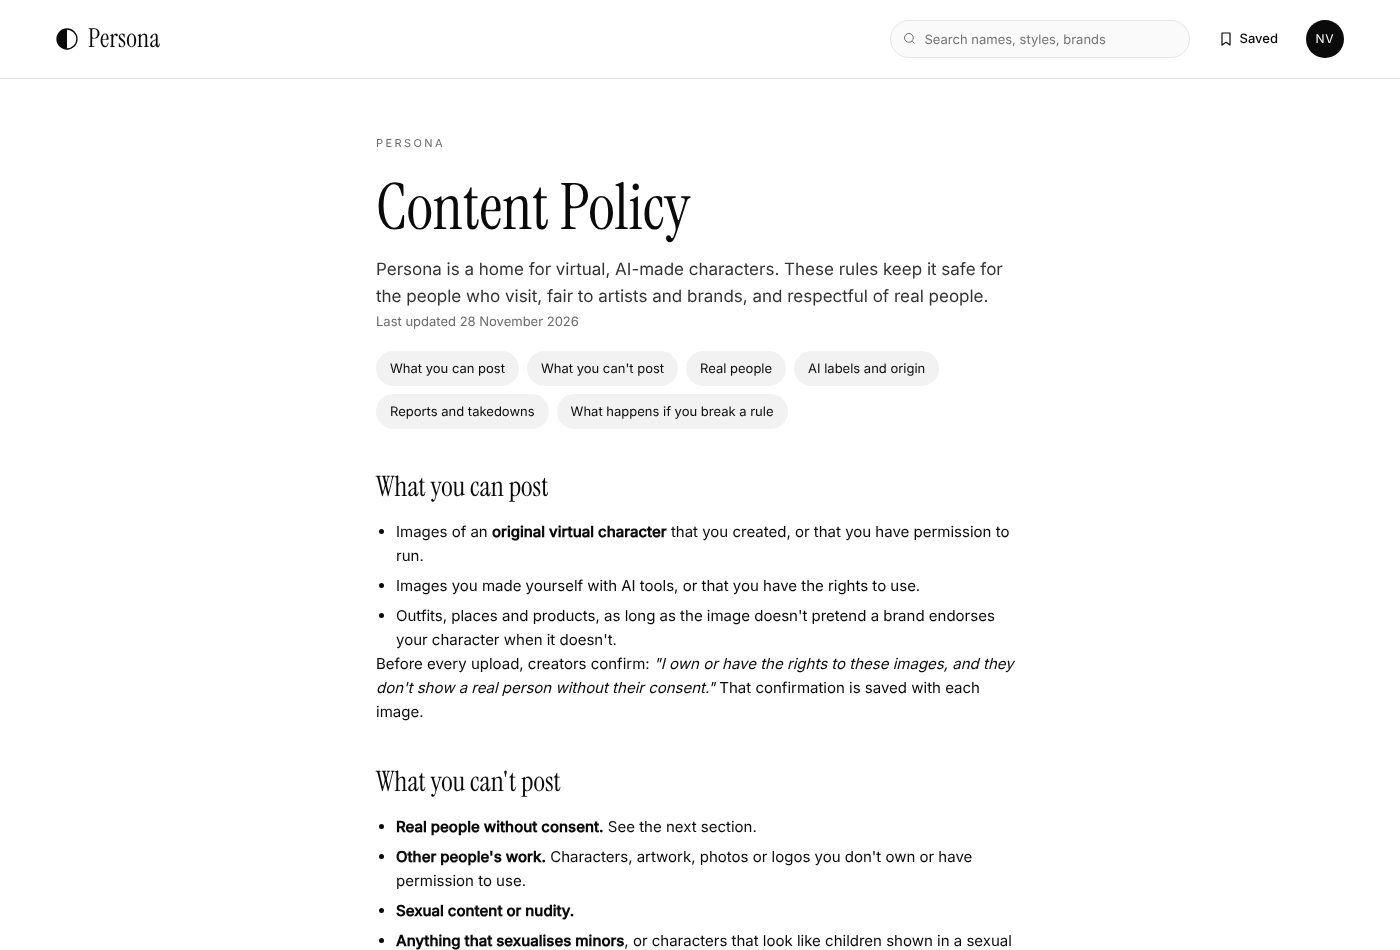 Persona
Search names, styles, brands
Saved
NV
PERSONA
Content Policy
Persona is a home for virtual, AI-made characters. These rules keep it safe for
the people who visit, fair to artists and brands, and respectful of real people.
Last updated 28 November 2026
What you can post
What you can't post
Real people
AI labels and origin
Reports and takedowns
What happens if you break a rule
What you can post
• Images of an original virtual character that you created, or that you have permission to
run.
• Images you made yourself with AI tools, or that you have the rights to use.
• Outfits, places and products, as long as the image doesn't pretend a brand endorses
your character when it doesn't.
Before every upload, creators confirm: "I own or have the rights to these images, and they
don't show a real person without their consent." That confirmation is saved with each
image.
What you can't post
• Real people without consent. See the next section.
• Other people's work. Characters, artwork, photos or logos you don't own or have
permission to use.
• Sexual content or nudity.
• Anything that sexualises minors, or characters that look like children shown in a sexual